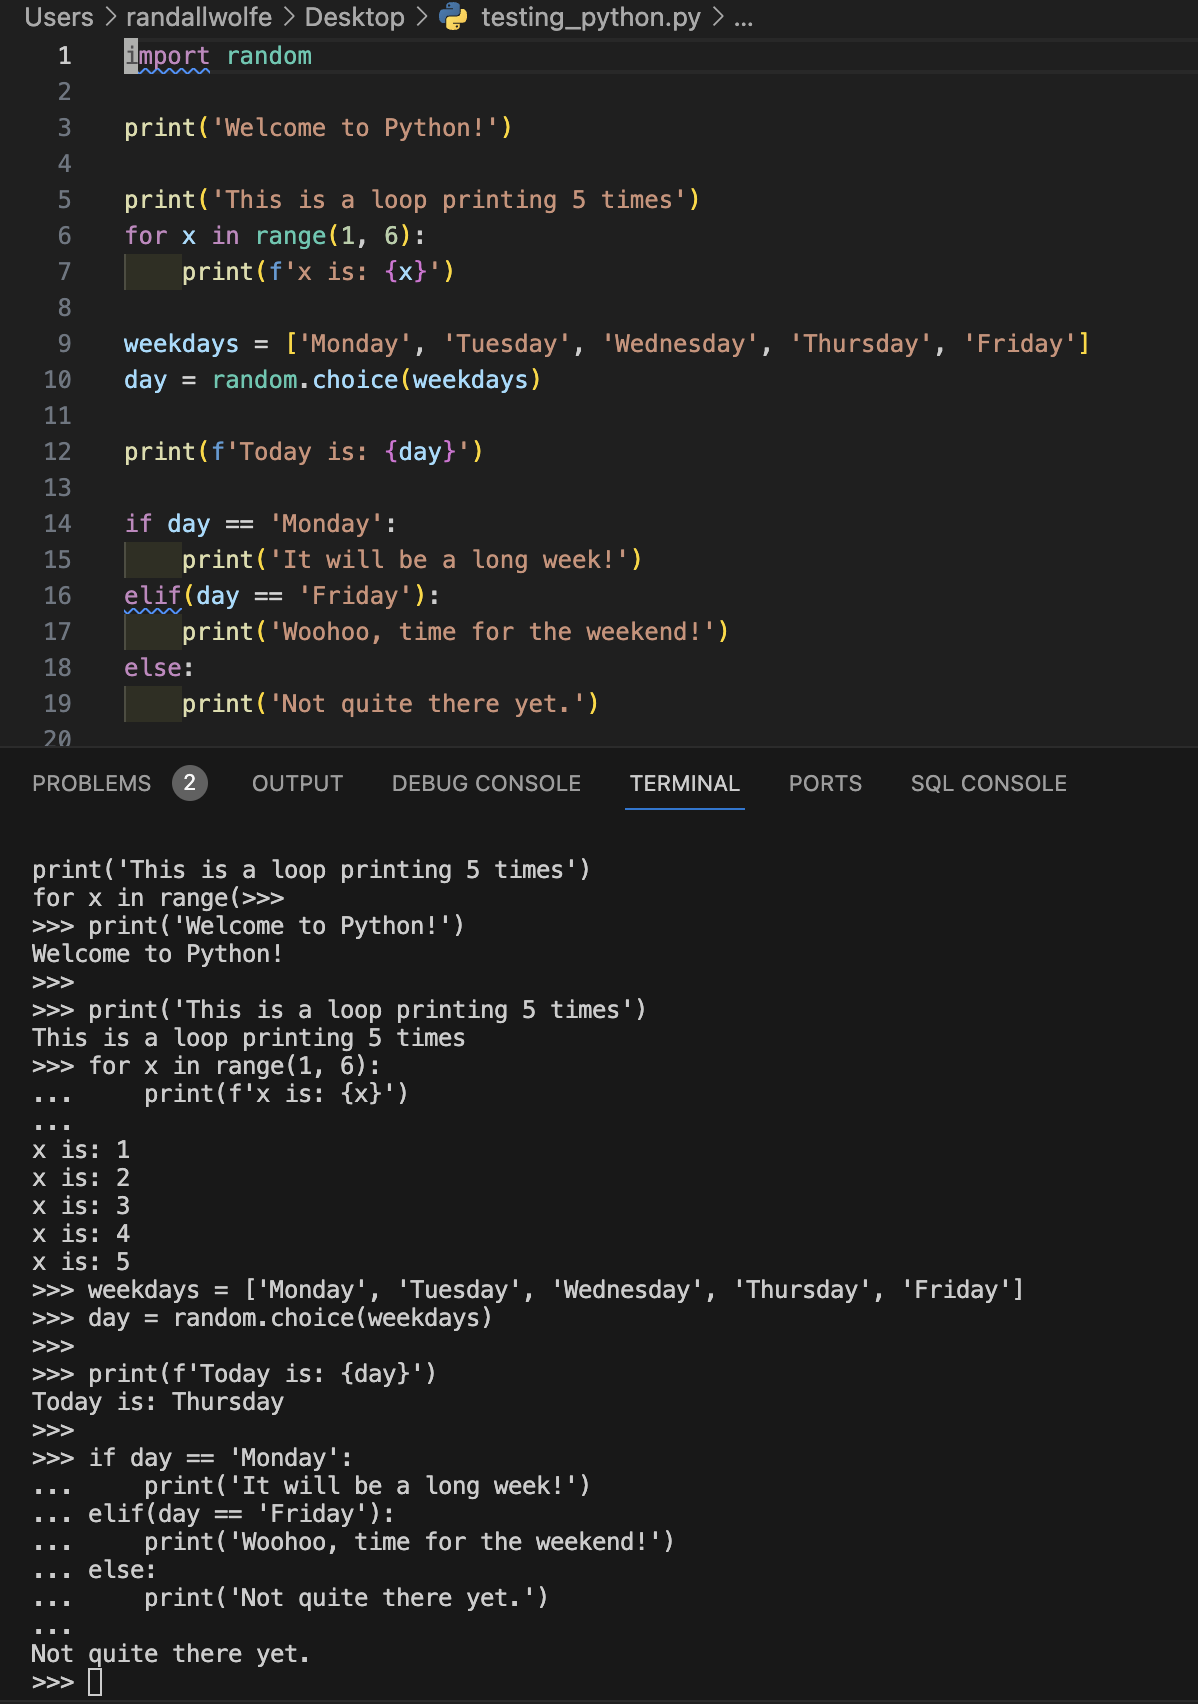 Users > randallwolfe > Desktop > testing_python.py > ...
1 import random
2
3 print('Welcome to Python!')
4
5 print('This is a loop printing 5 times')
6 for x in range(1, 6):
7     print(f'x is: {x}')
8
9 weekdays = ['Monday', 'Tuesday', 'Wednesday', 'Thursday', 'Friday']
10 day = random.choice(weekdays)
11
12 print(f'Today is: {day}')
13
14 if day == 'Monday':
15     print('It will be a long week!')
16 elif(day == 'Friday'):
17     print('Woohoo, time for the weekend!')
18 else:
19     print('Not quite there yet.')
20
PROBLEMS 2 OUTPUT DEBUG CONSOLE TERMINAL PORTS SQL CONSOLE
print('This is a loop printing 5 times')
for x in range(>>>
>>> print('Welcome to Python!')
Welcome to Python!
>>>
>>> print('This is a loop printing 5 times')
This is a loop printing 5 times
>>> for x in range(1, 6):
...     print(f'x is: {x}')
...
x is: 1
x is: 2
x is: 3
x is: 4
x is: 5
>>> weekdays = ['Monday', 'Tuesday', 'Wednesday', 'Thursday', 'Friday']
>>> day = random.choice(weekdays)
>>>
>>> print(f'Today is: {day}')
Today is: Thursday
>>>
>>> if day == 'Monday':
...     print('It will be a long week!')
... elif(day == 'Friday'):
...     print('Woohoo, time for the weekend!')
... else:
...     print('Not quite there yet.')
...
Not quite there yet.
>>>